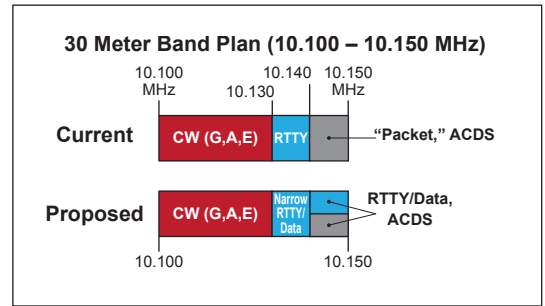 30 Meter Band Plan (10.100 – 10.150 MHz)
10.100
MHz
10.130
10.140
10.150
MHz
Current
CW (G,A,E)
RTTY
“Packet,” ACDS
Proposed
CW (G,A,E)
Narrow
RTTY/
Data
RTTY/Data,
ACDS
10.100
10.150